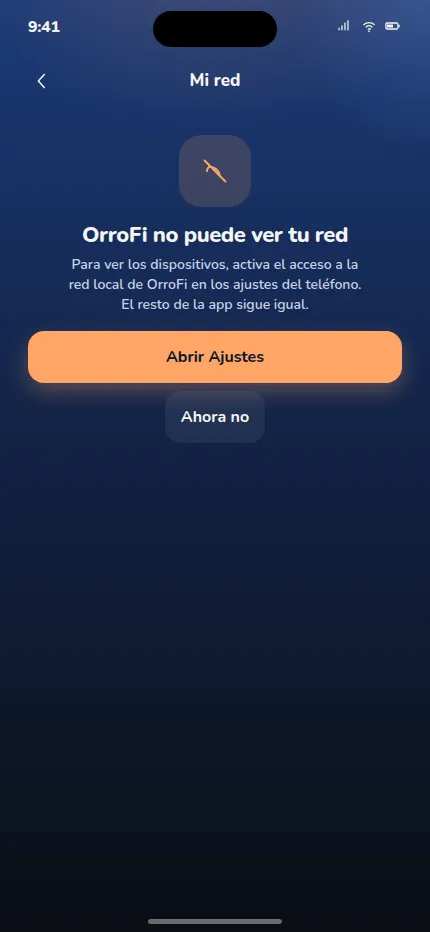 9:41
Mi red
OrroFi no puede ver tu red
Para ver los dispositivos, activa el acceso a la
red local de OrroFi en los ajustes del teléfono.
El resto de la app sigue igual.
Abrir Ajustes
Ahora no